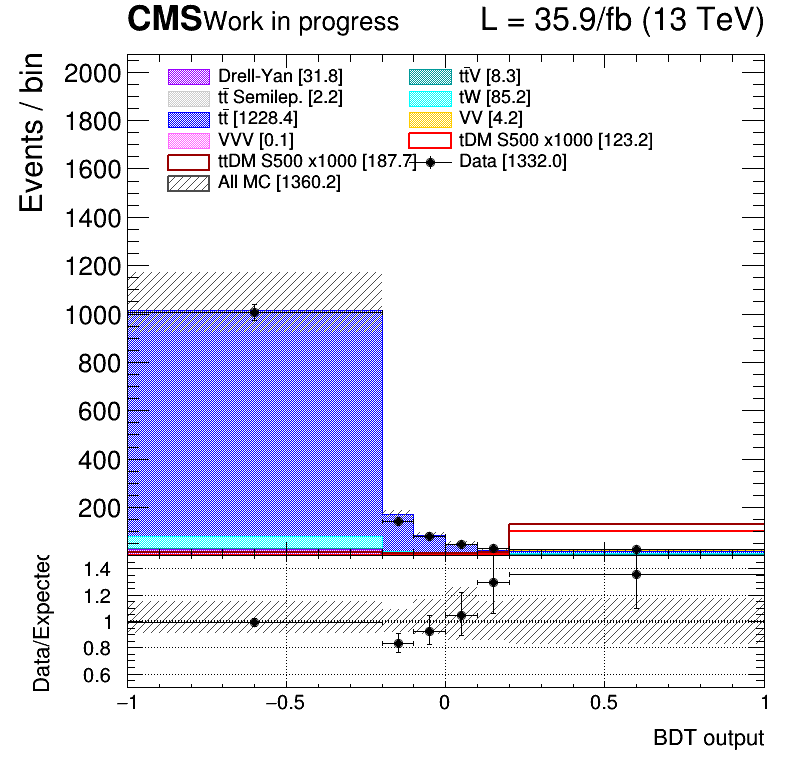 CMS Work in progress L = 35.9/fb (13 TeV)
Events / bin
2000
1800
1600
1400
1200
1000
800
600
400
200
Drell-Yan [31.8]
tt̄V [8.3]
tt̄ Semilep. [2.2]
tW [85.2]
tt̄ [1228.4]
VV [4.2]
VVV [0.1]
tDM S500 x1000 [123.2]
ttDM S500 x1000 [187.7]
Data [1332.0]
All MC [1360.2]
Data/Expected
1.4
1.2
1
0.8
0.6
−1 −0.5 0 0.5 1
BDT output